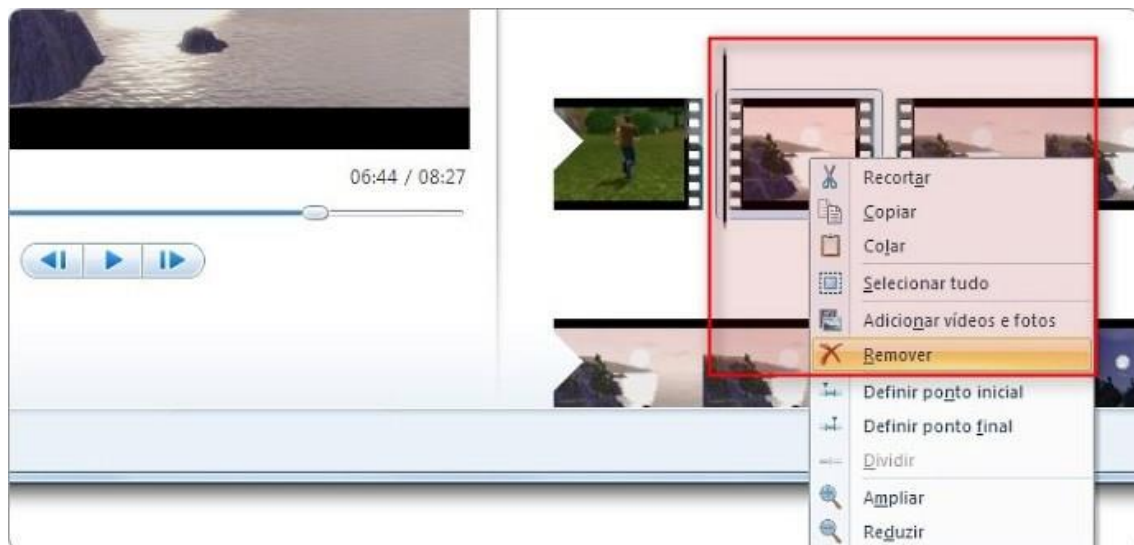 06:44 / 08:27
Recortar
Copiar
Colar
Selecionar tudo
Adicionar vídeos e fotos
Remover
Definir ponto inicial
Definir ponto final
Dividir
Ampliar
Reduzir